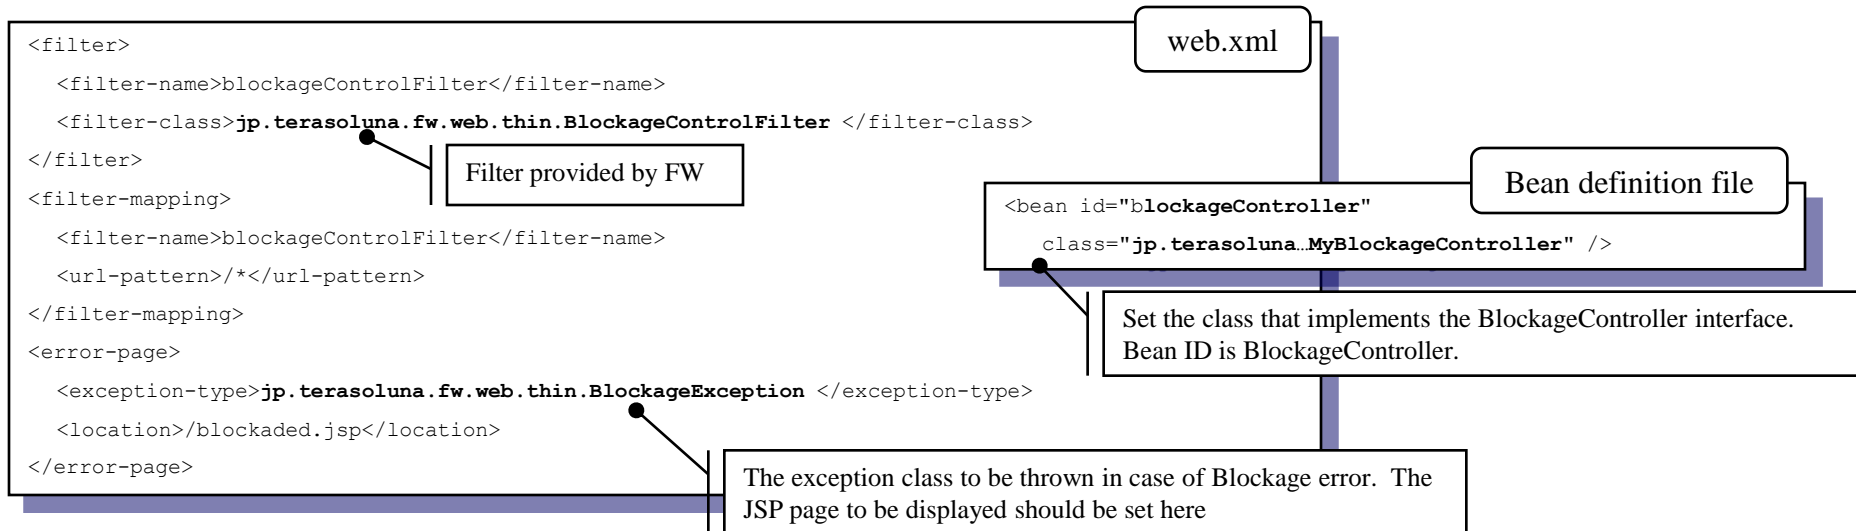 web.xml
<filter>
<filter-name>blockageControlFilter</filter-name>
<filter-class>jp.terasoluna.fw.web.thin.BlockageControlFilter </filter-class>
</filter>
Filter provided by FW
<filter-mapping>
<filter-name>blockageControlFilter</filter-name>
<url-pattern>/*</url-pattern>
</filter-mapping>
<error-page>
<exception-type>jp.terasoluna.fw.web.thin.BlockageException </exception-type>
<location>/blockaded.jsp</location>
</error-page>
The exception class to be thrown in case of Blockage error. The
JSP page to be displayed should be set here
Bean definition file
<bean id="blockageController"
class="jp.terasoluna…MyBlockageController" />
Set the class that implements the BlockageController interface.
Bean ID is BlockageController.